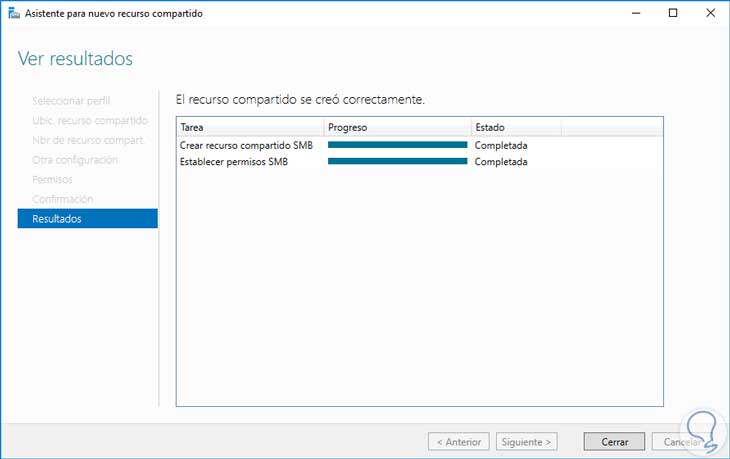 Asistente para nuevo recurso compartido
Ver resultados
Seleccionar perfil
Ubic. recurso compartido
Nbr de recurso compart.
Otra configuración
Permisos
Confirmación
Resultados
El recurso compartido se creó correctamente.
Tarea Progreso Estado
Crear recurso compartido SMB Completada
Establecer permisos SMB Completada
< Anterior Siguiente > Cerrar Cancelar